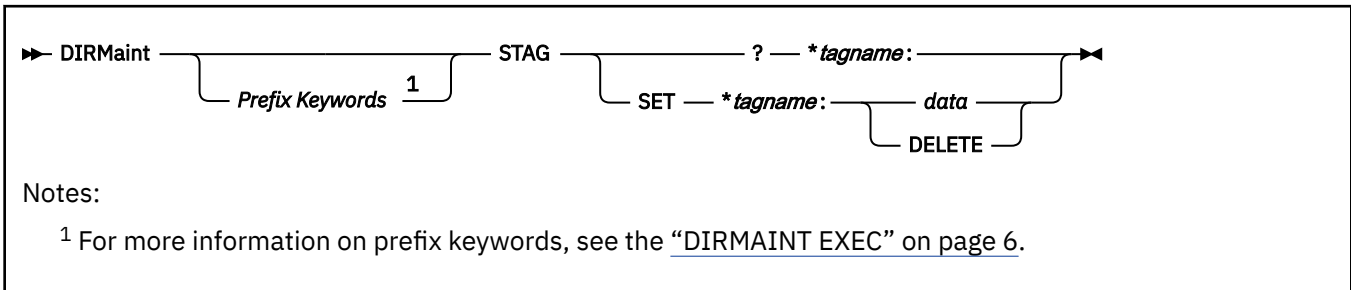 DIRMaint STAG ? *tagname:
Prefix Keywords 1 SET *tagname: data
DELETE
Notes:
1 For more information on prefix keywords, see the “DIRMAINT EXEC” on page 6.